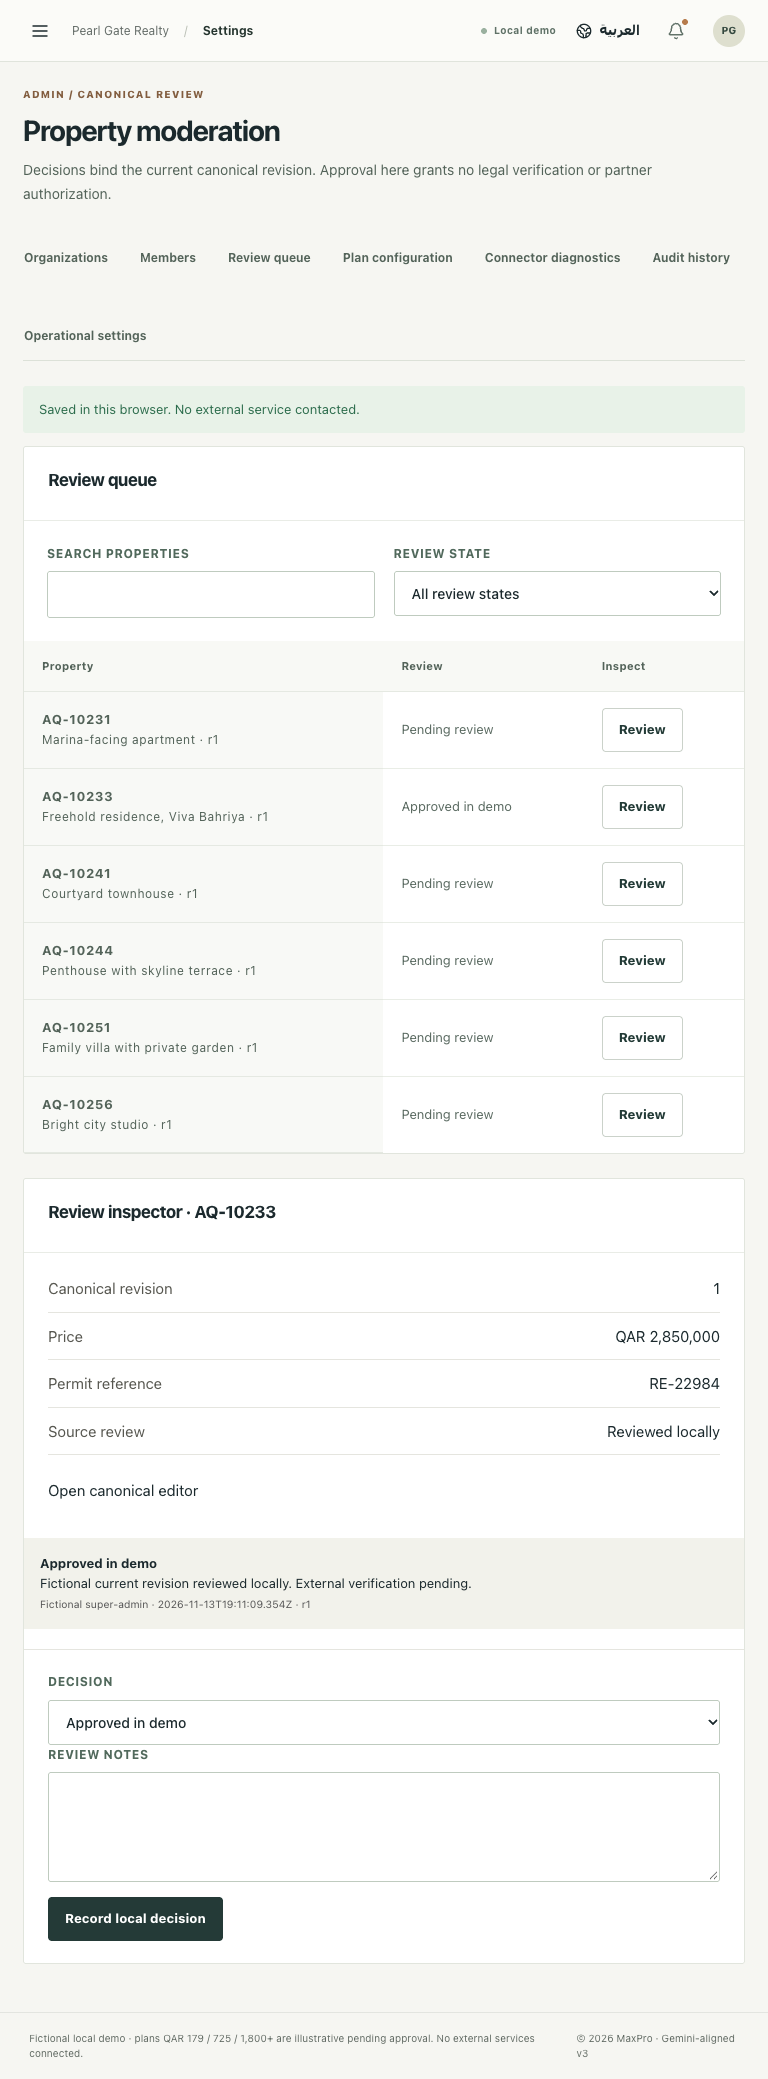 Pearl Gate Realty / Settings
Local demo
العربية
PG
ADMIN / CANONICAL REVIEW
Property moderation
Decisions bind the current canonical revision. Approval here grants no legal verification or partner
authorization.
Organizations Members Review queue Plan configuration Connector diagnostics Audit history
Operational settings
Saved in this browser. No external service contacted.
Review queue
SEARCH PROPERTIES REVIEW STATE
All review states
Property Review Inspect
AQ-10231
Marina-facing apartment · r1
Pending review
Review
AQ-10233
Freehold residence, Viva Bahriya · r1
Approved in demo
Review
AQ-10241
Courtyard townhouse · r1
Pending review
Review
AQ-10244
Penthouse with skyline terrace · r1
Pending review
Review
AQ-10251
Family villa with private garden · r1
Pending review
Review
AQ-10256
Bright city studio · r1
Pending review
Review
Review inspector · AQ-10233
Canonical revision 1
Price QAR 2,850,000
Permit reference RE-22984
Source review Reviewed locally
Open canonical editor
Approved in demo
Fictional current revision reviewed locally. External verification pending.
Fictional super-admin · 2026-11-13T19:11:09.354Z · r1
DECISION
Approved in demo
REVIEW NOTES
Record local decision
Fictional local demo · plans QAR 179 / 725 / 1,800+ are illustrative pending approval. No external services
connected.
© 2026 MaxPro · Gemini-aligned
v3